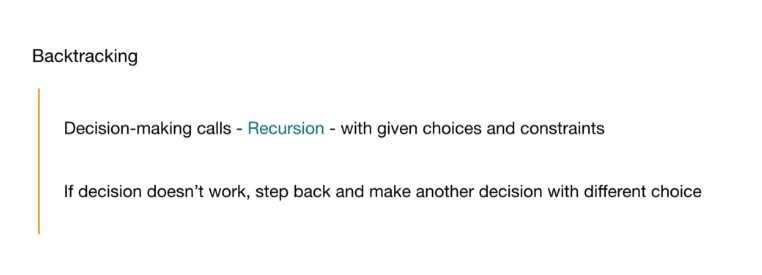 Backtracking
Decision-making calls - Recursion - with given choices and constraints
If decision doesn't work, step back and make another decision with different choice